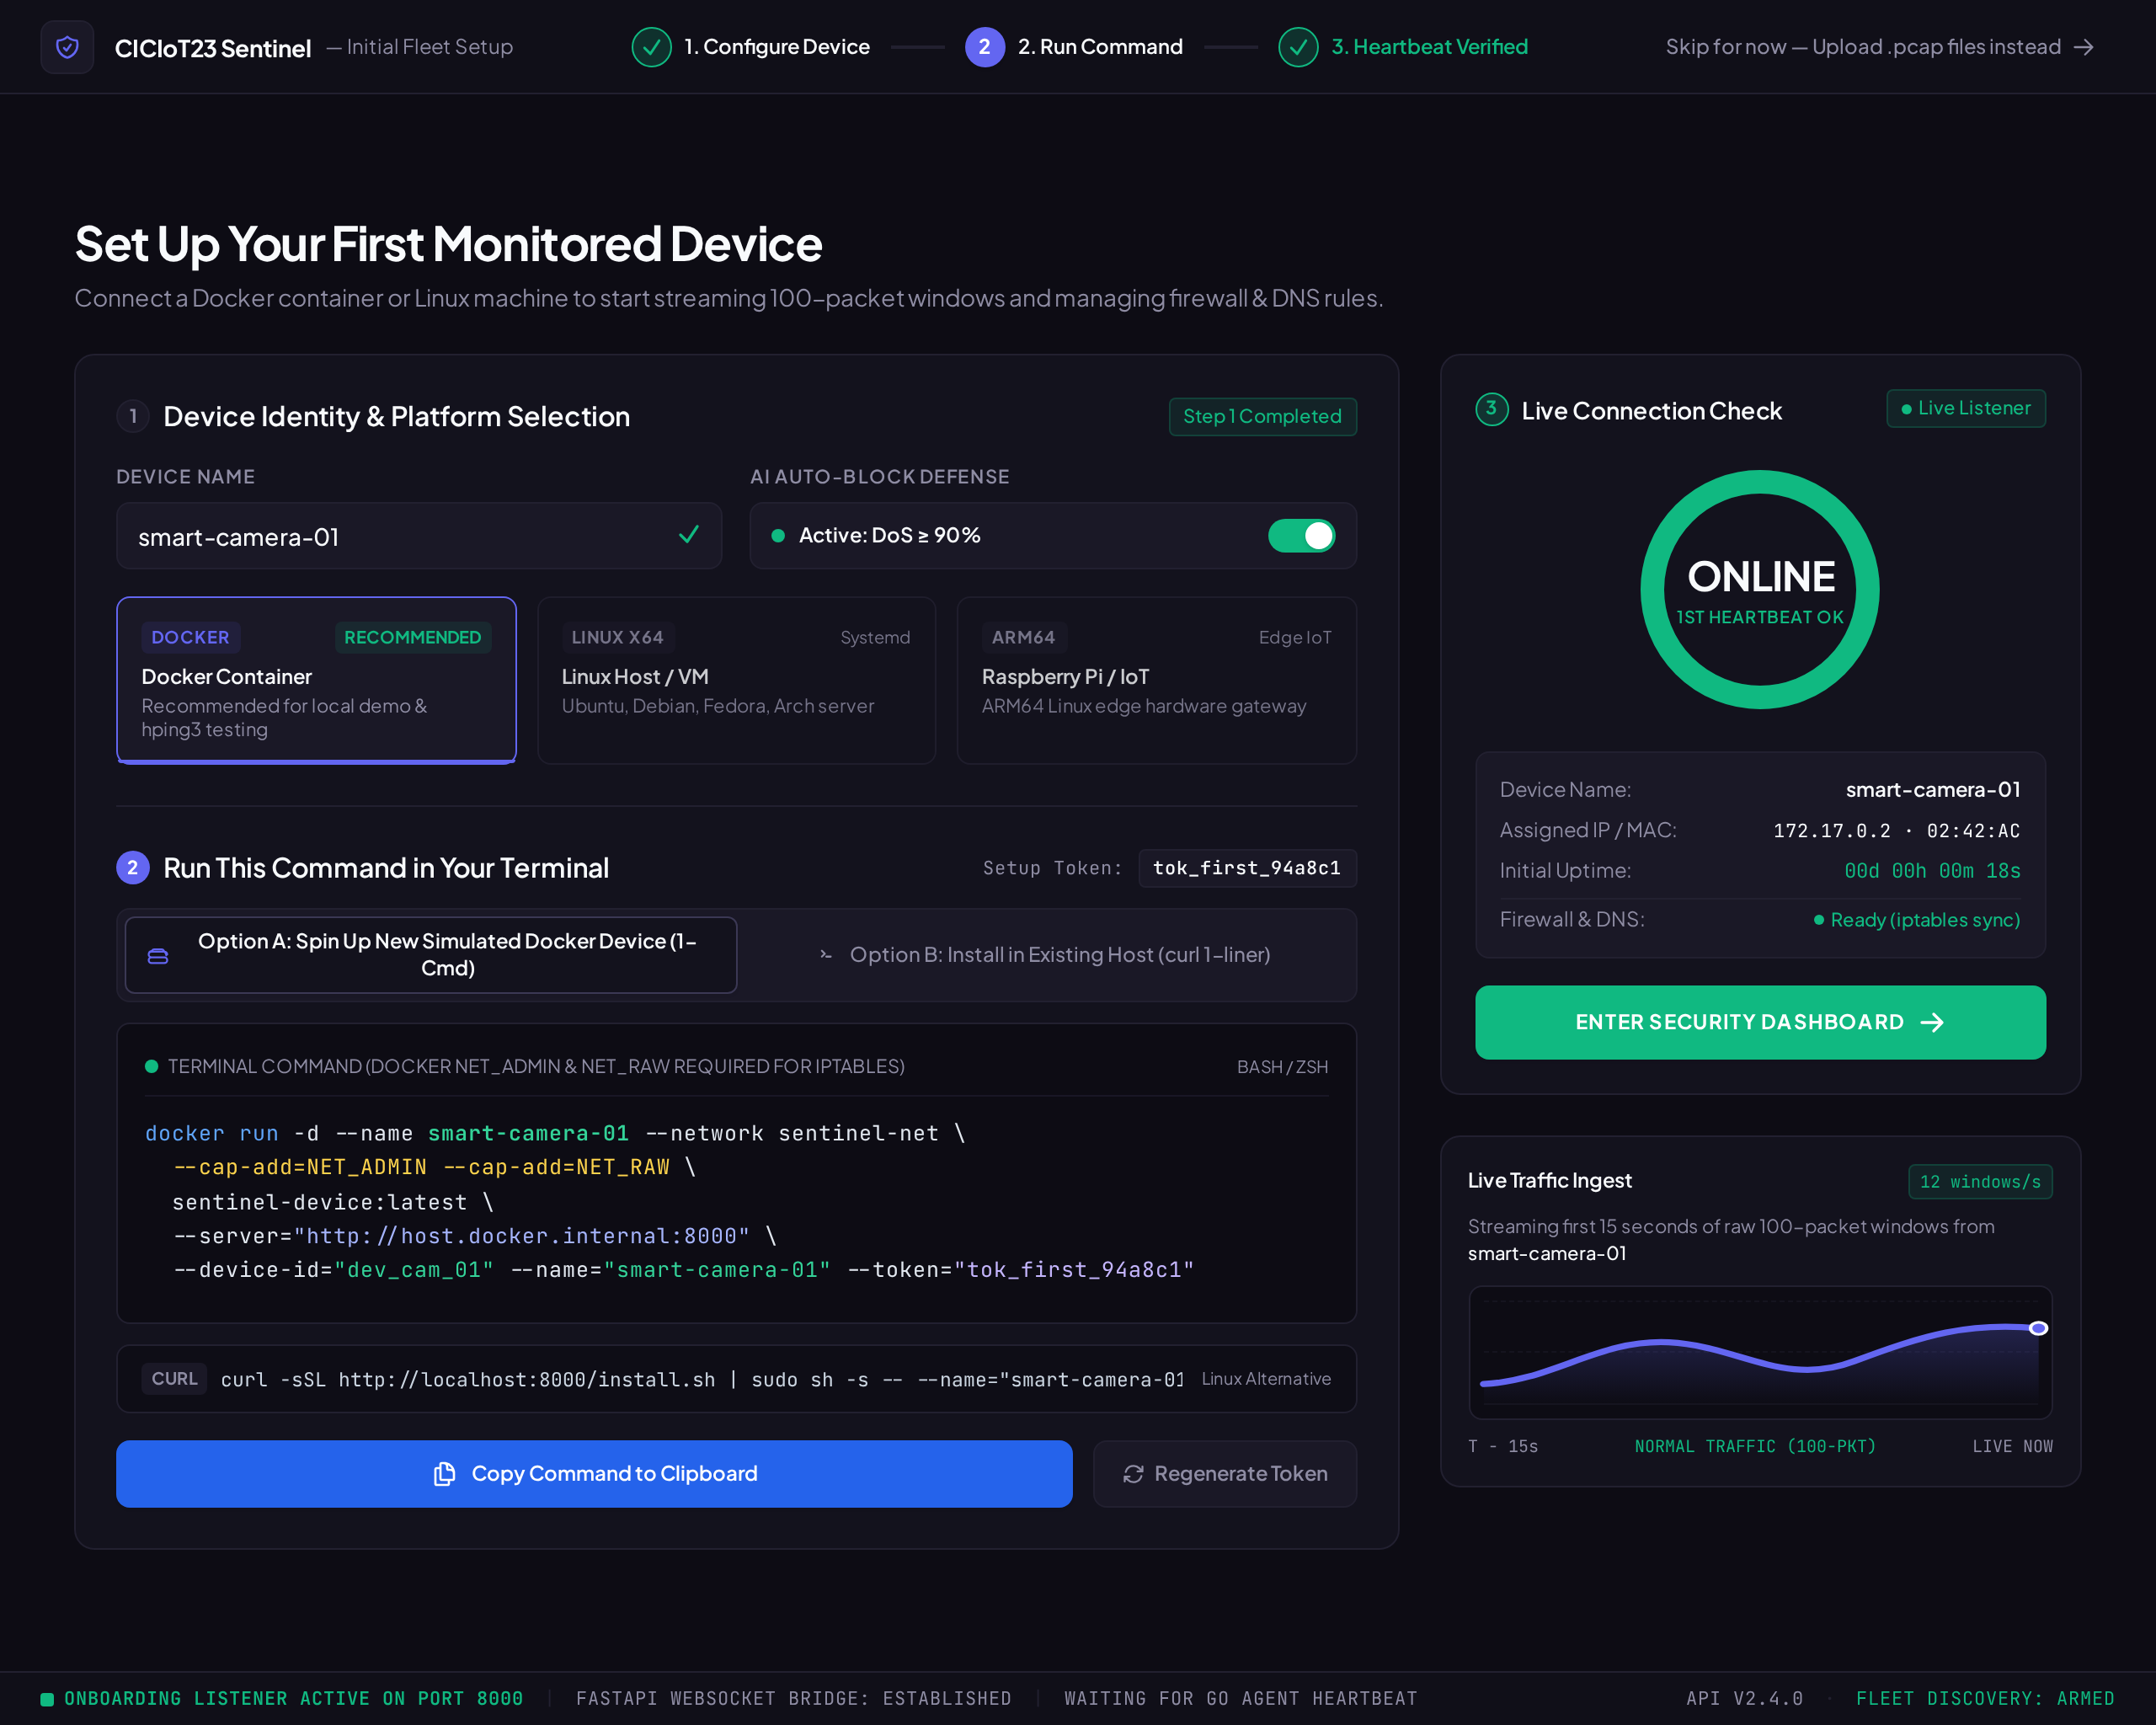 CICIoT23 Sentinel — Initial Fleet Setup
1. Configure Device
2 2. Run Command
3. Heartbeat Verified
Skip for now — Upload .pcap files instead →
Set Up Your First Monitored Device
Connect a Docker container or Linux machine to start streaming 100-packet windows and managing firewall & DNS rules.
1 Device Identity & Platform Selection
Step 1 Completed
DEVICE NAME
smart-camera-01
AI AUTO-BLOCK DEFENSE
Active: DoS ≥ 90%
DOCKER RECOMMENDED
Docker Container
Recommended for local demo &
hping3 testing
LINUX X64 Systemd
Linux Host / VM
Ubuntu, Debian, Fedora, Arch server
ARM64 Edge IoT
Raspberry Pi / IoT
ARM64 Linux edge hardware gateway
2 Run This Command in Your Terminal
Setup Token: tok_first_94a8c1
Option A: Spin Up New Simulated Docker Device (1-
Cmd)
Option B: Install in Existing Host (curl 1-liner)
TERMINAL COMMAND (DOCKER NET_ADMIN & NET_RAW REQUIRED FOR IPTABLES)
BASH / ZSH
docker run -d --name smart-camera-01 --network sentinel-net \
--cap-add=NET_ADMIN --cap-add=NET_RAW \
sentinel-device:latest \
--server="http://host.docker.internal:8000" \
--device-id="dev_cam_01" --name="smart-camera-01" --token="tok_first_94a8c1"
CURL curl -sSL http://localhost:8000/install.sh | sudo sh -s -- --name="smart-camera-01 Linux Alternative
Copy Command to Clipboard
Regenerate Token
3 Live Connection Check
Live Listener
ONLINE
1ST HEARTBEAT OK
Device Name: smart-camera-01
Assigned IP / MAC: 172.17.0.2 · 02:42:AC
Initial Uptime: 00d 00h 00m 18s
Firewall & DNS: Ready (iptables sync)
ENTER SECURITY DASHBOARD →
Live Traffic Ingest
12 windows/s
Streaming first 15 seconds of raw 100-packet windows from
smart-camera-01
T - 15s NORMAL TRAFFIC (100-PKT) LIVE NOW
ONBOARDING LISTENER ACTIVE ON PORT 8000
FASTAPI WEBSOCKET BRIDGE: ESTABLISHED
WAITING FOR GO AGENT HEARTBEAT
API V2.4.0 · FLEET DISCOVERY: ARMED